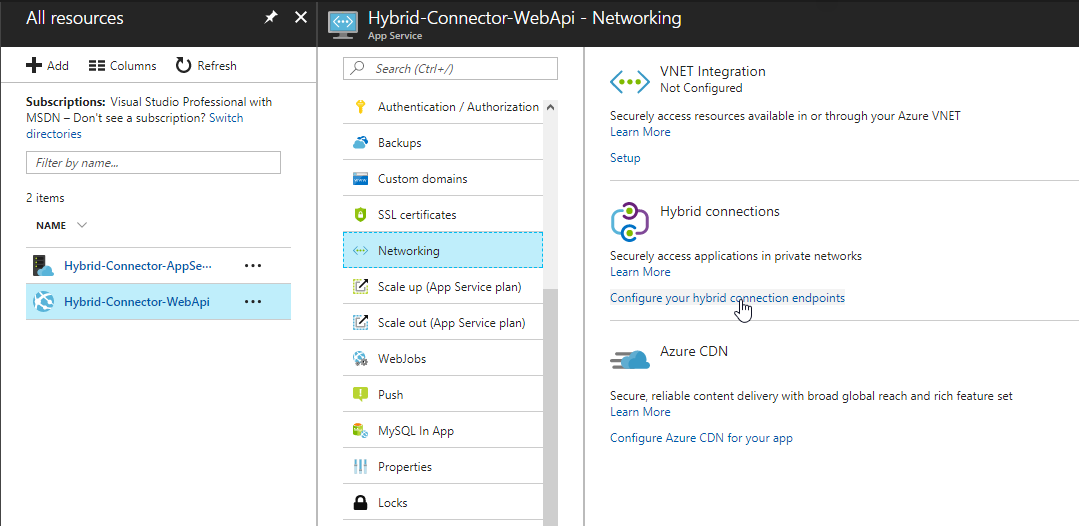 All resources
Add
Columns
Refresh
Subscriptions: Visual Studio Professional with
MSDN – Don't see a subscription? Switch
directories
Filter by name...
2 items
NAME
Hybrid-Connector-AppSe···
Hybrid-Connector-WebApi
Hybrid-Connector-WebApi - Networking
App Service
Search (Ctrl+/)
Authentication / Authorization
Backups
Custom domains
SSL certificates
Networking
Scale up (App Service plan)
Scale out (App Service plan)
WebJobs
Push
MySQL In App
Properties
Locks
VNET Integration
Not Configured
Securely access resources available in or through your Azure VNET
Learn More
Setup
Hybrid connections
Securely access applications in private networks
Learn More
Configure your hybrid connection endpoints
Azure CDN
Secure, reliable content delivery with broad global reach and rich feature set
Learn More
Configure Azure CDN for your app